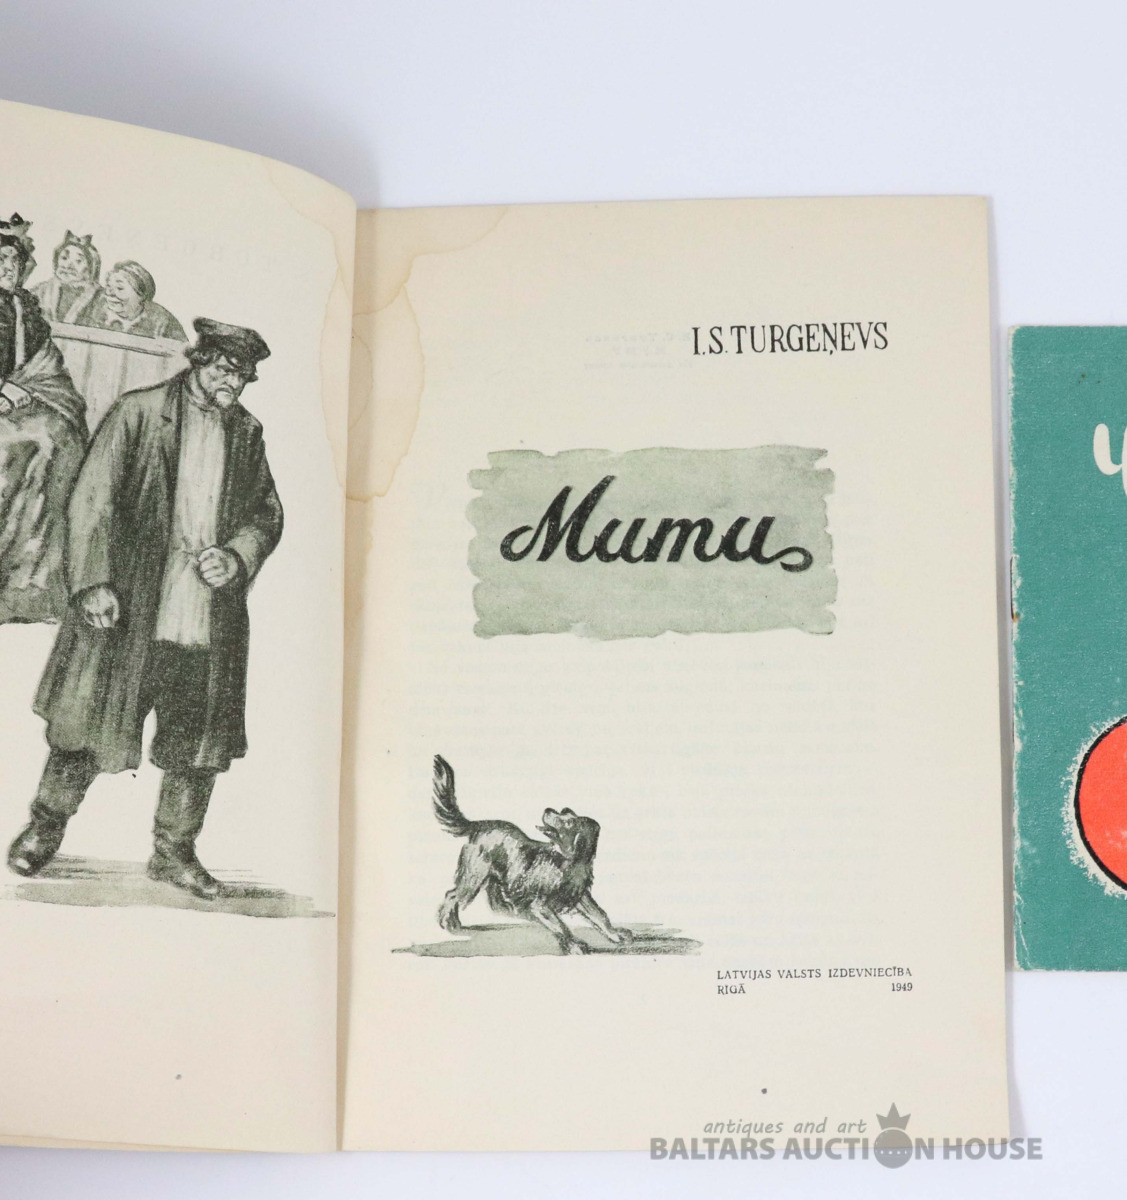 I.S.TURGEŅEVS
Mumu
LATVIJAS VALSTS IZDEVNIECĪBA
RĪGĀ 1949
antiques and art
BALTARS AUCTION HOUSE